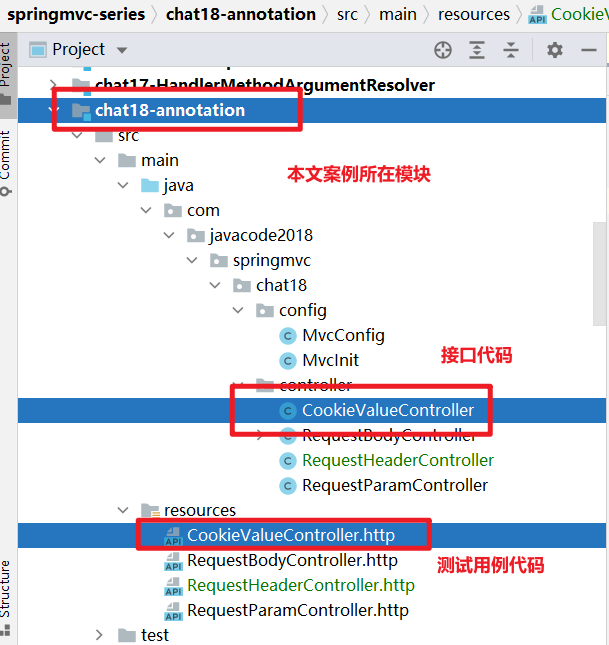 springmvc-series
chat18-annotation
src
main
resources
CookieV
Project
Project
chat17-HandlerMethodArgumentResolver
chat18-annotation
src
main
本文案例所在模块
java
com
javacode2018
springmvc
chat18
config
MvcConfig
接口代码
MvcInit
controller
CookieValueController
RequestBodyController
RequestHeaderController
RequestParamController
resources
API CookieValueController.http
测试用例代码
API RequestBodyController.http
API RequestHeaderController.http
API RequestParamController.http
test
Commit
Structure